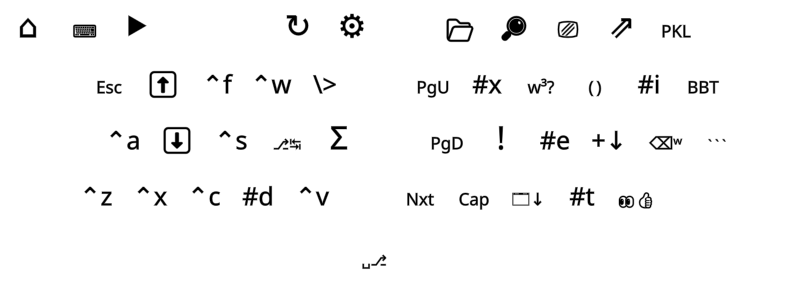 ⌂ ⌨ ▶ ↻ ⚙ 🗁 🔎 ⎚ ⇗ PKL
Esc ⬆ ^f ^w \> PgU #x w³? () #i BBT
^a ⬇ ^s ⎇↹ Σ PgD ! #e +↓ ⌫ʷ ```
^z ^x ^c #d ^v Nxt Cap 🗔↓ #t 👀👍
␣⎇